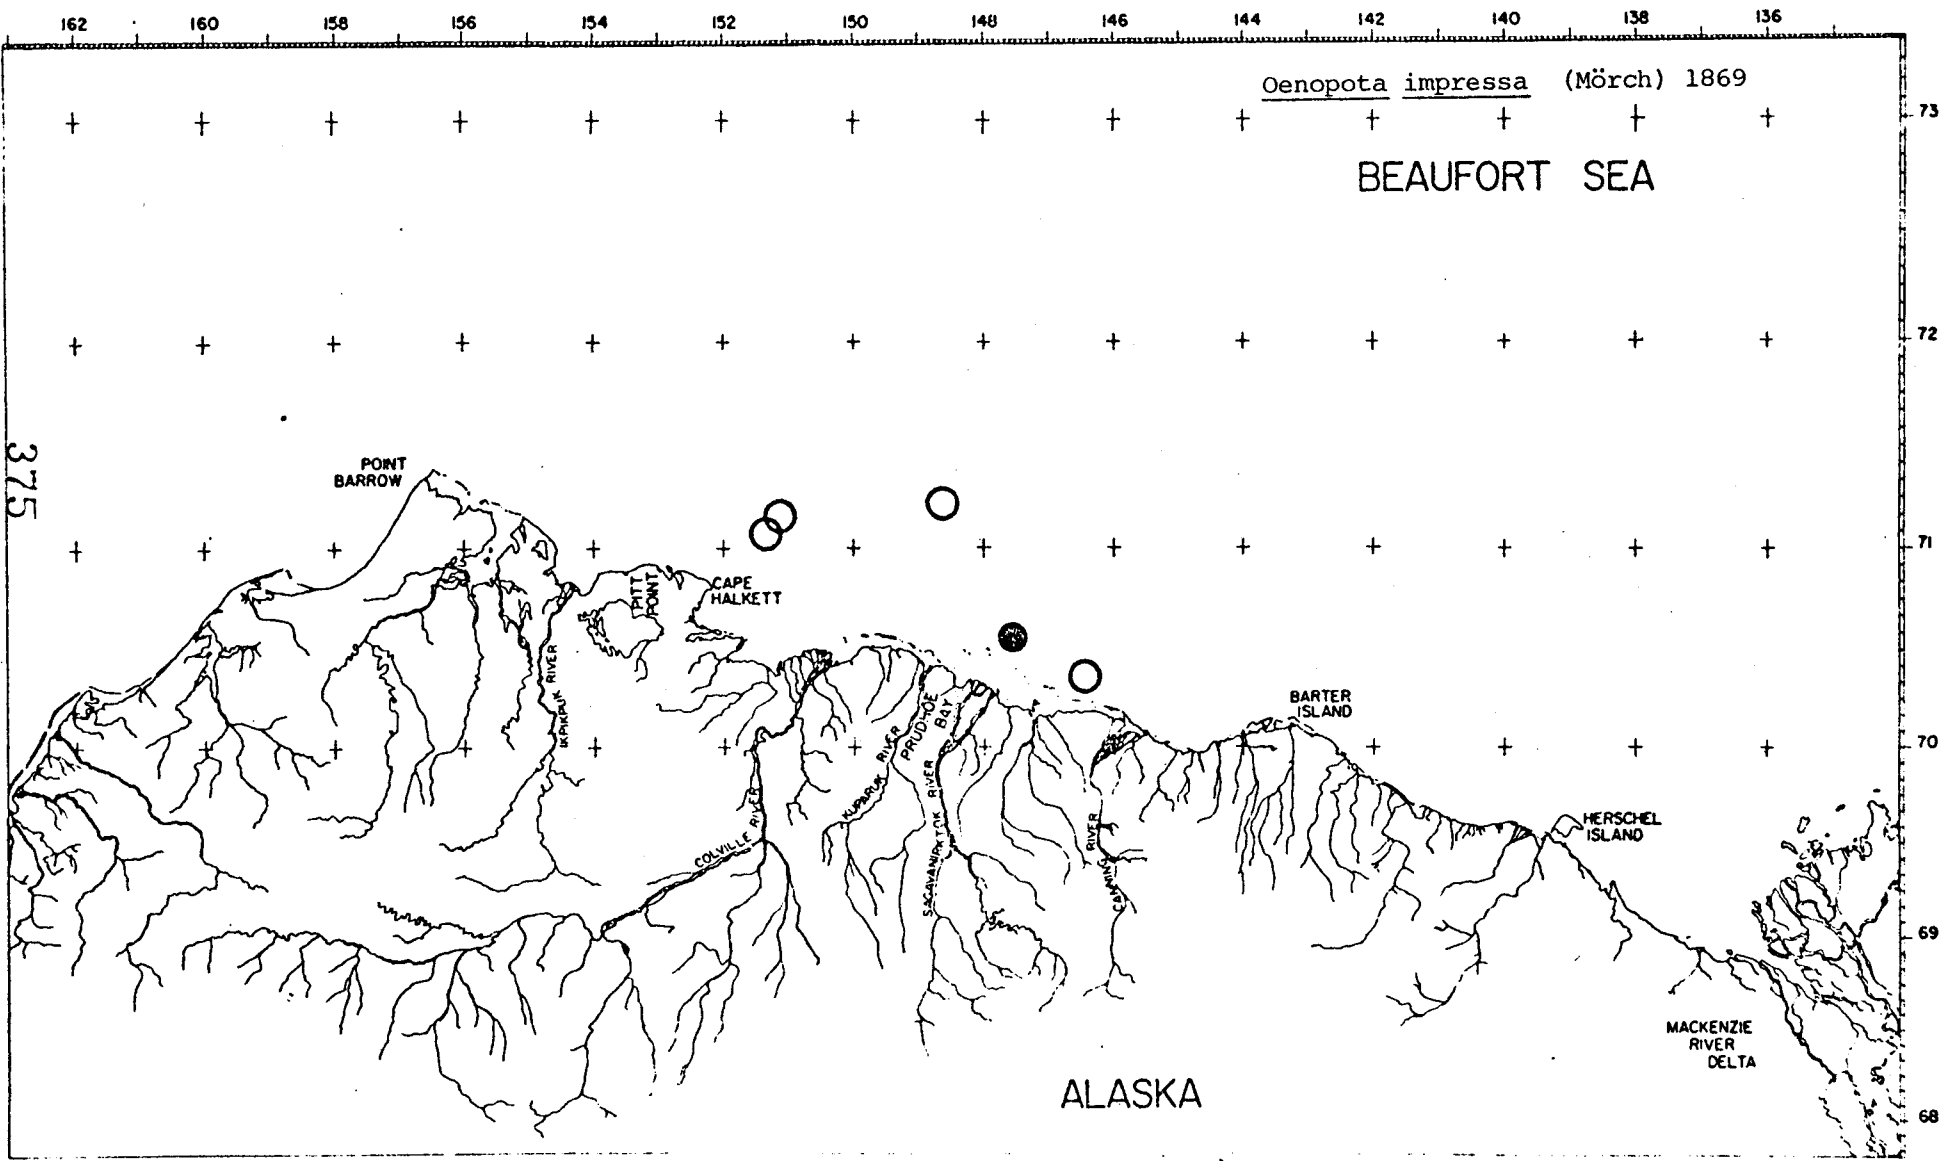 162 160 158 156 154 152 150 148 146 144 142 140 138 136
Oenopota impressa (Mörch) 1869
73
BEAUFORT SEA
72
375
POINT
BARROW
71
PITT
POINT
CAPE
HALKETT
IKPIKPUK RIVER
COLVILLE RIVER
KUPARUK RIVER
PRUDHOE
BAY
SAGAVANIRKTOK RIVER
CANNING RIVER
BARTER
ISLAND
70
HERSCHEL
ISLAND
69
MACKENZIE
RIVER
DELTA
ALASKA
68